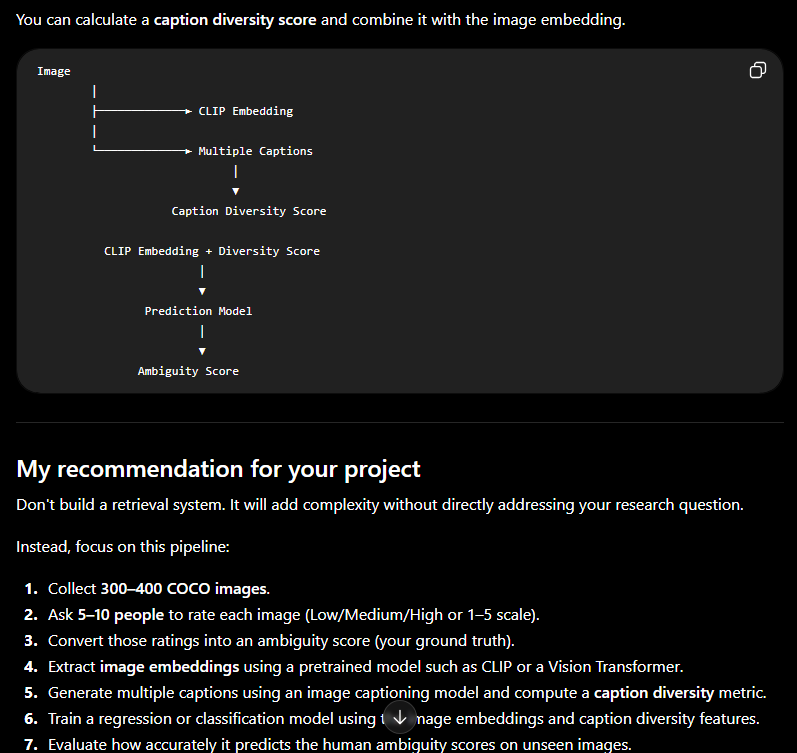 You can calculate a caption diversity score and combine it with the image embedding.
Image
CLIP Embedding
Multiple Captions
Caption Diversity Score
CLIP Embedding + Diversity Score
Prediction Model
Ambiguity Score
My recommendation for your project
Don't build a retrieval system. It will add complexity without directly addressing your research question.
Instead, focus on this pipeline:
1. Collect 300–400 COCO images.
2. Ask 5–10 people to rate each image (Low/Medium/High or 1–5 scale).
3. Convert those ratings into an ambiguity score (your ground truth).
4. Extract image embeddings using a pretrained model such as CLIP or a Vision Transformer.
5. Generate multiple captions using an image captioning model and compute a caption diversity metric.
6. Train a regression or classification model using embeddings and caption diversity features.
7. Evaluate how accurately it predicts the human ambiguity scores on unseen images.